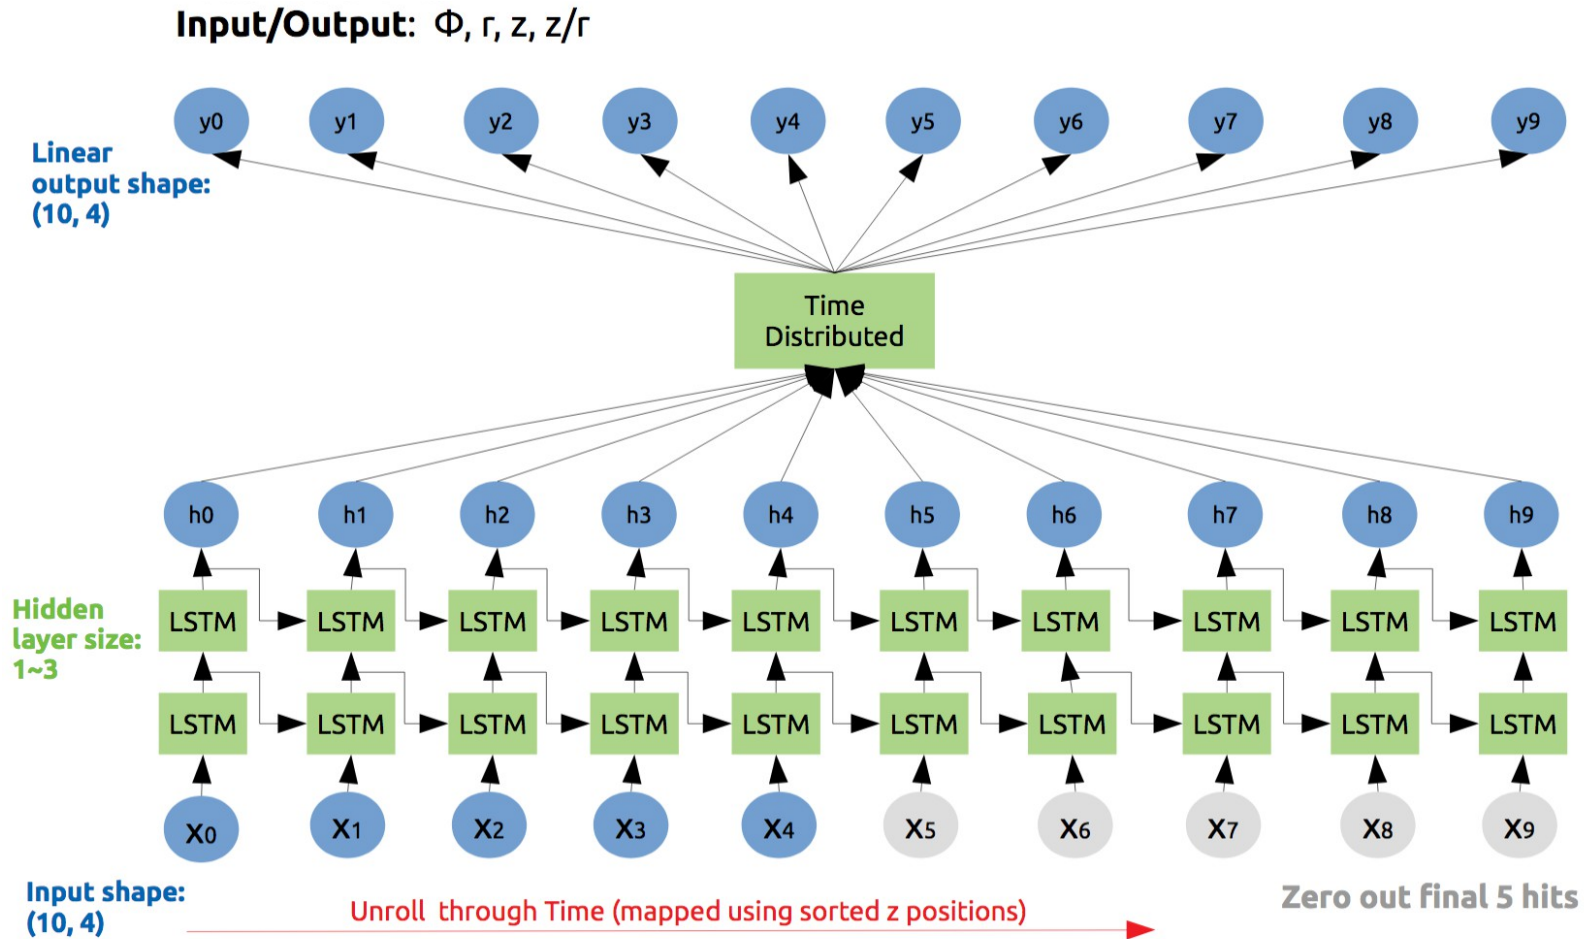 Input/Output: Φ, r, z, z/r
y0 y1 y2 y3 y4 y5 y6 y7 y8 y9
Linear
output shape:
(10, 4)
Time
Distributed
h0 h1 h2 h3 h4 h5 h6 h7 h8 h9
Hidden
layer size:
1~3
LSTM LSTM LSTM LSTM LSTM LSTM LSTM LSTM LSTM LSTM
LSTM LSTM LSTM LSTM LSTM LSTM LSTM LSTM LSTM LSTM
X0 X1 X2 X3 X4 X5 X6 X7 X8 X9
Input shape:
(10, 4)
Unroll through Time (mapped using sorted z positions)
Zero out final 5 hits